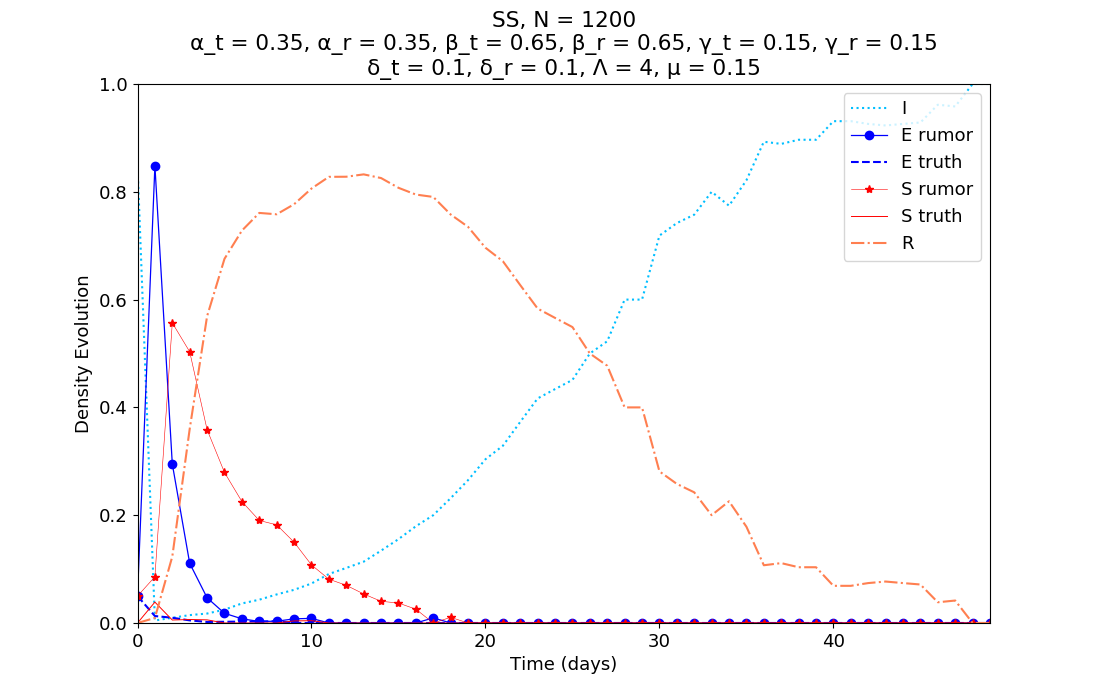 SS, N = 1200
α_t = 0.35, α_r = 0.35, β_t = 0.65, β_r = 0.65, γ_t = 0.15, γ_r = 0.15
δ_t = 0.1, δ_r = 0.1, Λ = 4, μ = 0.15
1.0
0.8
0.6
0.4
0.2
0.0
Density Evolution
I
E rumor
E truth
S rumor
S truth
R
0
10
20
30
40
Time (days)